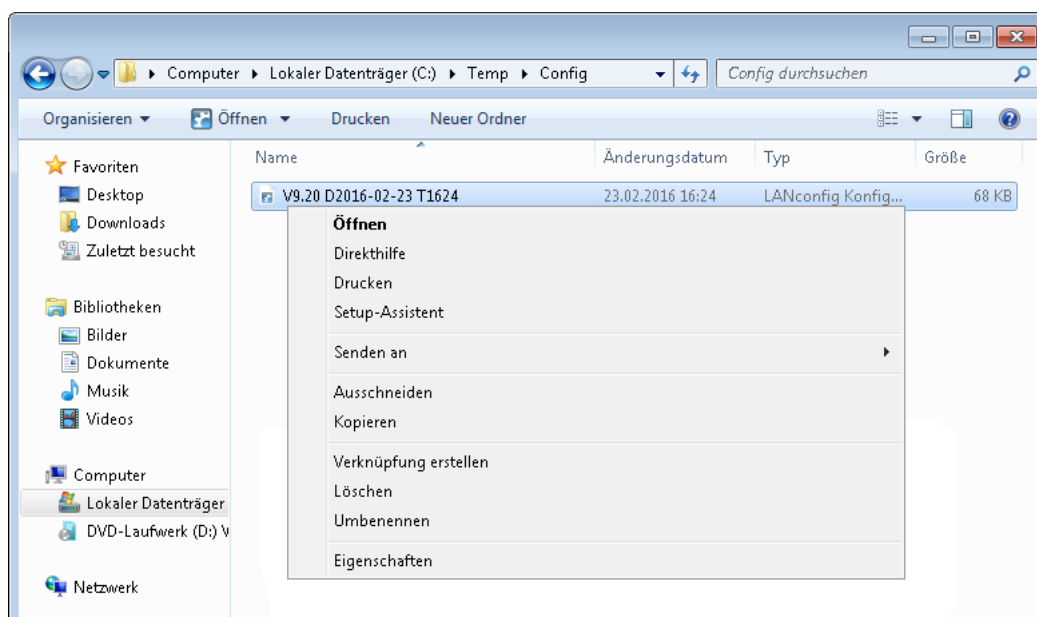 Computer Lokaler Datenträger (C:) Temp Config Config durchsuchen
Organisieren Öffnen Drucken Neuer Ordner
Name Änderungsdatum Typ Größe
Favoriten
Desktop
Downloads
Zuletzt besucht
Bibliotheken
Bilder
Dokumente
Musik
Videos
Computer
Lokaler Datenträger
DVD-Laufwerk (D:) V
Netzwerk
V9.20 D2016-02-23 T1624 23.02.2016 16:24 LANconfig Konfig... 68 KB
Öffnen
Direkthilfe
Drucken
Setup-Assistent
Senden an
Ausschneiden
Kopieren
Verknüpfung erstellen
Löschen
Umbenennen
Eigenschaften